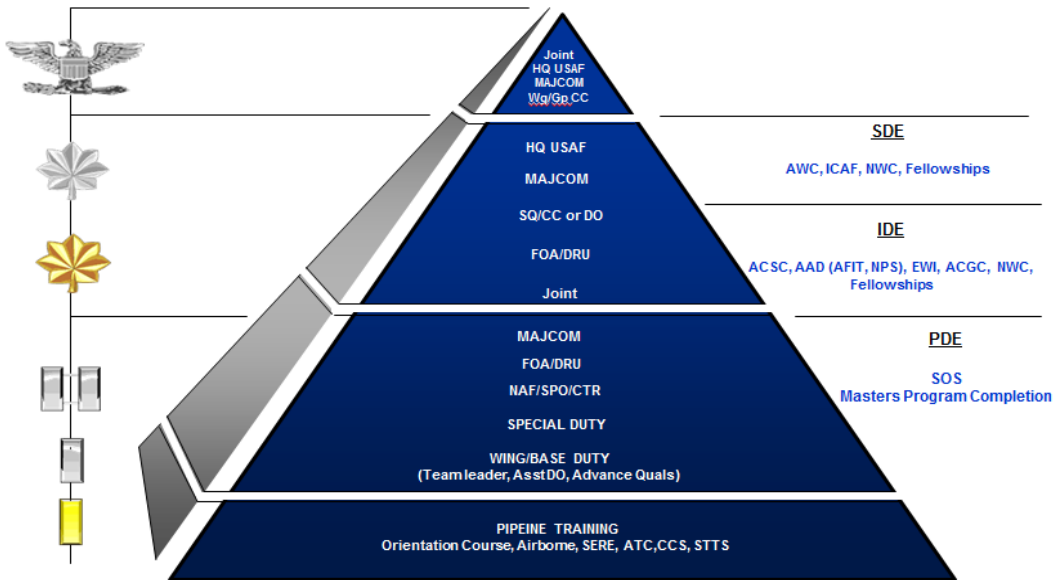 Joint
HQ USAF
MAJCOM
Wg/Gp CC
HQ USAF
MAJCOM
SQ/CC or DO
FOA/DRU
Joint
MAJCOM
FOA/DRU
NAF/SPO/CTR
SPECIAL DUTY
WING/BASE DUTY
(Team leader, Asst DO, Advance Quals)
PIPEINE TRAINING
Orientation Course, Airborne, SERE, ATC,CCS, STTS
SDE
AWC, ICAF, NWC, Fellowships
IDE
ACSC, AAD (AFIT, NPS), EWI, ACGC, NWC,
Fellowships
PDE
SOS
Masters Program Completion